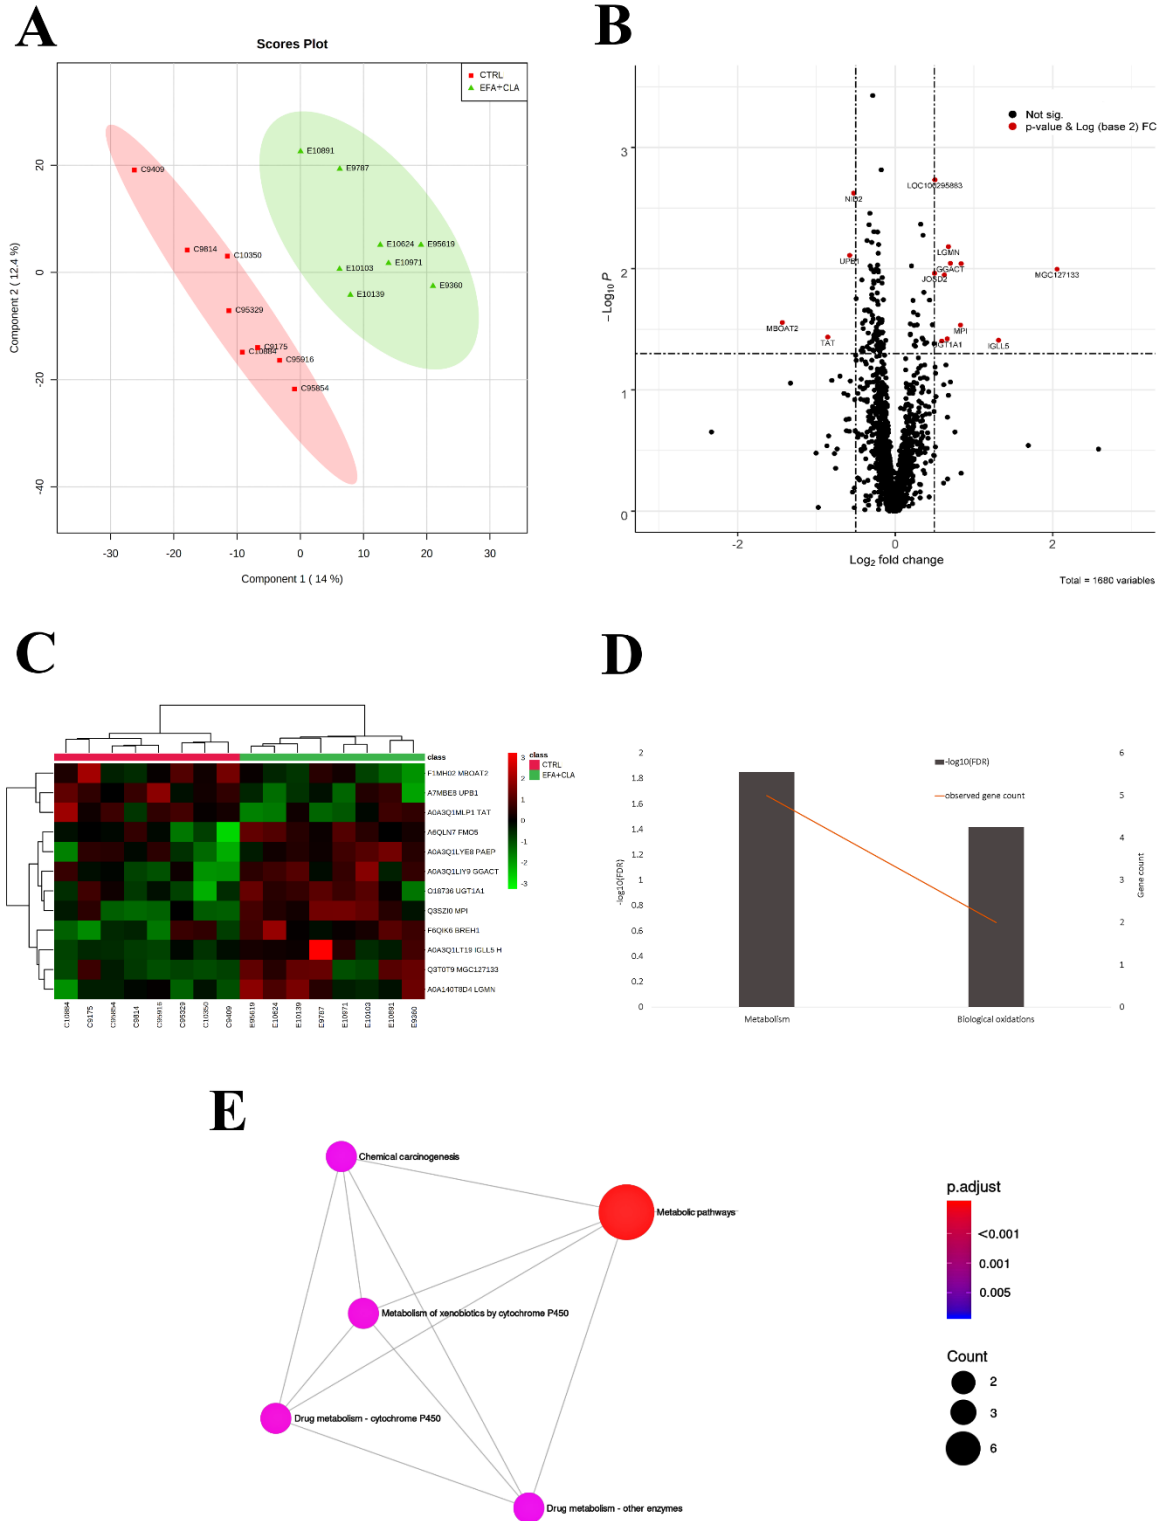 A
Scores Plot
CTRL
EFA+CLA
E10891
E9787
C9409
C9814
C10350
E10624
E95619
E10971
E10103
E9360
E10139
C95329
C9175
C10884
C95916
C95854
20
0
-20
-40
-30
-20
-10
0
10
20
30
Component 2 ( 12.4 %)
Component 1 ( 14 %)
B
Not sig.
p-value & Log (base 2) FC
NID2
UPB1
MBOAT2
TAT
LGMN
GGACT
JOSD2
MGC127133
MPI
UGT1A1
IGLL5
3
2
1
0
-2
0
2
−Log10 P
Log2 fold change
Total = 1680 variables
C
class
F1MH02 MBOAT2
A7MBE8 UPB1
A0A3Q1MLP1 TAT
A6QLN7 FMO5
A0A3Q1LYE8 PAEP
A0A3Q1LIY9 GGACT
O18736 UGT1A1
Q3SZI0 MPI
F6QIK6 BREH1
A0A3Q1LT19 IGLL5 H
Q3T0T9 MGC127133
A0A140T8D4 LGMN
C10884
C9175
C95854
C9814
C95916
C95329
C10350
C9409
E95619
E10624
E10139
E9787
E10971
E10103
E10891
E9360
3
2
1
0
-1
-2
-3
class
CTRL
EFA+CLA
D
2
1.8
1.6
1.4
1.2
1
0.8
0.6
0.4
0.2
0
-log10(FDR)
-log10(FDR)
observed gene count
6
5
4
3
2
1
0
Gene count
Metabolism
Biological oxidations
E
Chemical carcinogenesis
Metabolic pathways
Metabolism of xenobiotics by cytochrome P450
Drug metabolism - cytochrome P450
Drug metabolism - other enzymes
p.adjust
<0.001
0.001
0.005
Count
2
3
6